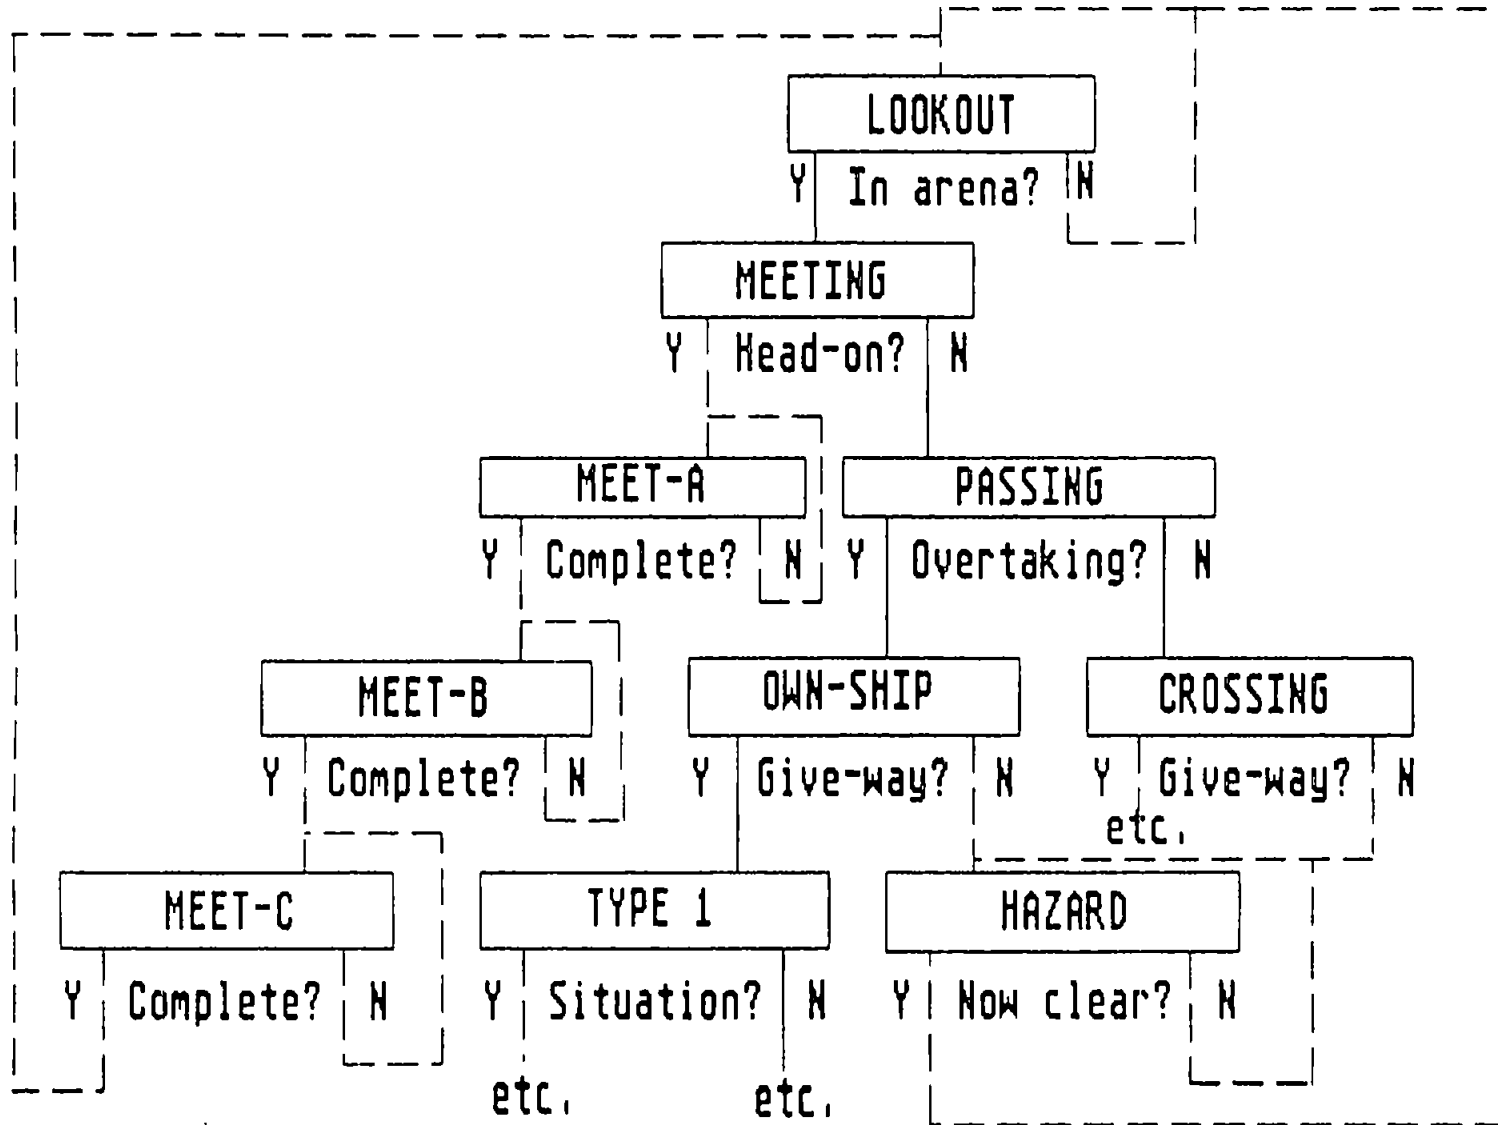 LOOKOUT
Y In arena? N
MEETING
Y Head-on? N
MEET-A PASSING
Y Complete? N Y Overtaking? N
MEET-B OWN-SHIP CROSSING
Y Complete? N Y Give-way? N Y Give-way? N
etc.
MEET-C TYPE 1 HAZARD
Y Complete? N Y Situation? N Y Now clear? N
etc. etc.